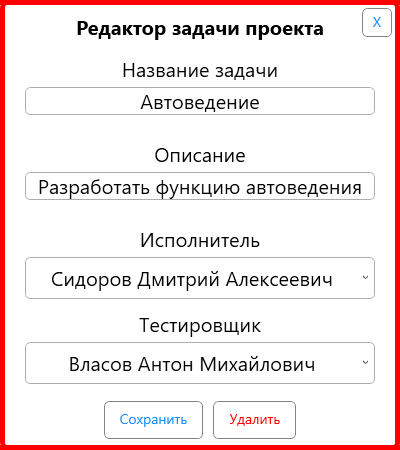 Редактор задачи проекта
X
Название задачи
Автоведение
Описание
Разработать функцию автоведения
Исполнитель
Сидоров Дмитрий Алексеевич
Тестировщик
Власов Антон Михайлович
Сохранить Удалить